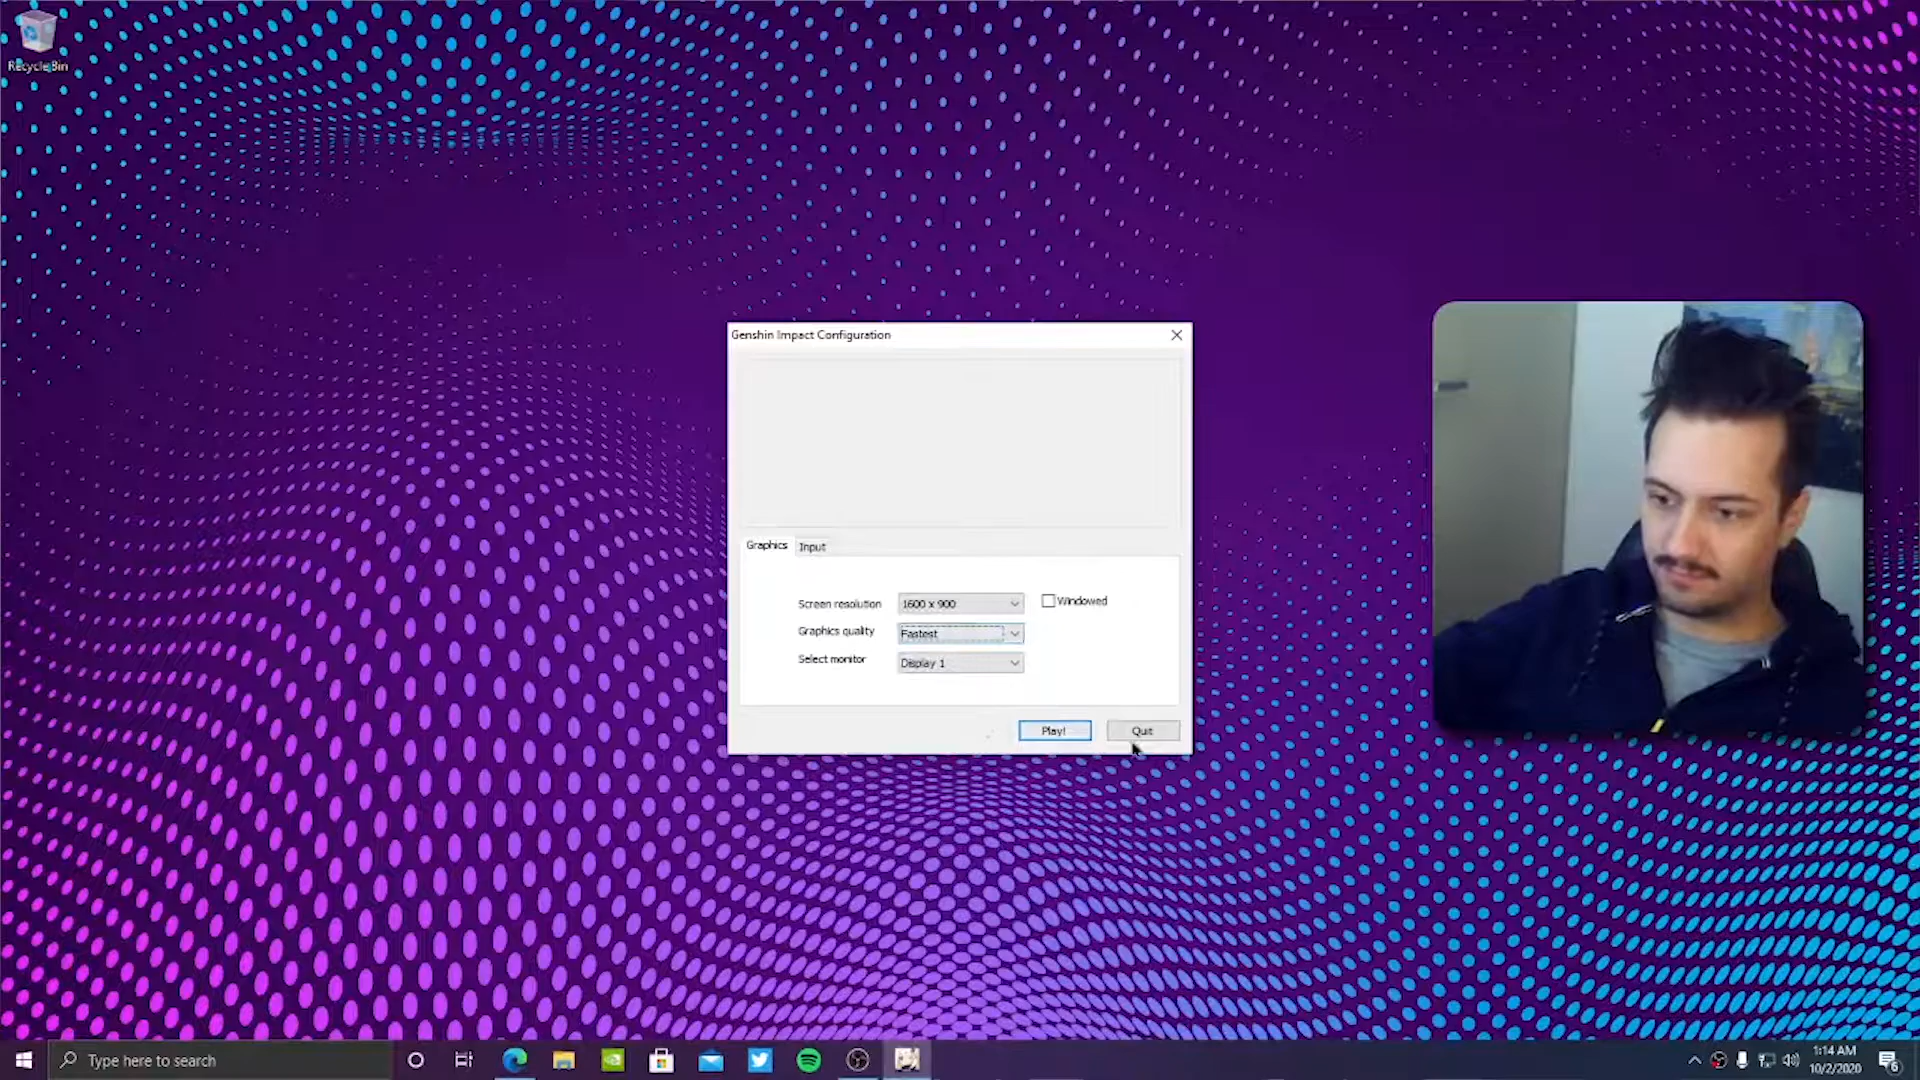 Recycle Bin
Genshin Impact Configuration
Graphics
Input
Screen resolution
1600 x 900
Windowed
Graphics quality
Fastest
Select monitor
Display 1
Play!
Quit
Type here to search
1:14 AM
10/2/2020
6